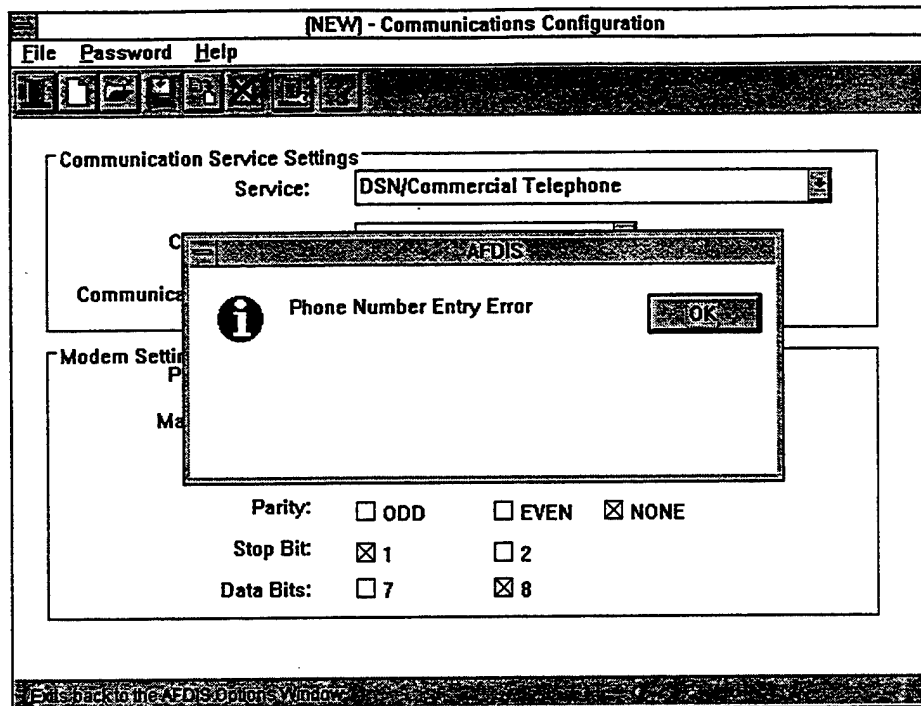 [NEW] - Communications Configuration
File Password Help
Communication Service Settings
Service: DSN/Commercial Telephone
C
AFDIS
Communica
Phone Number Entry Error
OK
Modem Settin
P
Ma
Parity: ODD EVEN NONE
Stop Bit: 1 2
Data Bits: 7 8
Exits back to the AFDIS Options Window